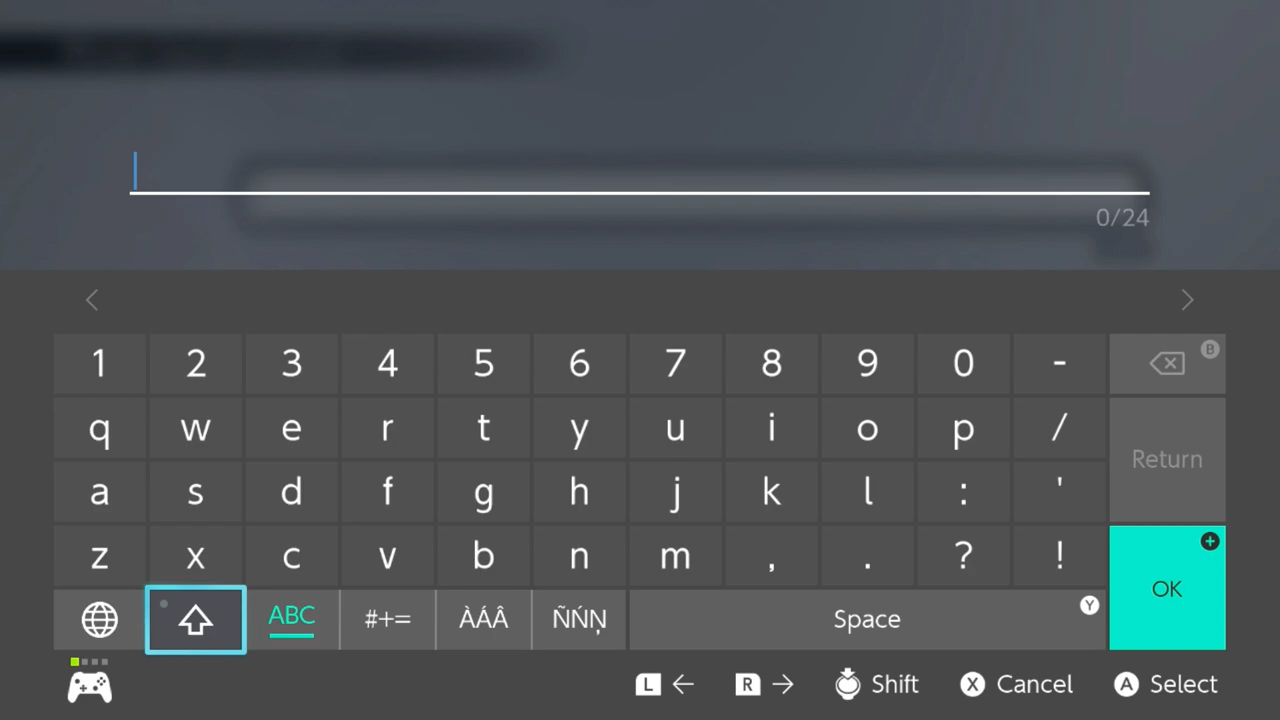 0/24
1 2 3 4 5 6 7 8 9 0 - B
q w e r t y u i o p /
Return
a s d f g h j k l : '
z x c v b n m , . ? ! +
OK
ABC #+= ÀÁÂ ÑŃŅ Space Y
L ← R → Shift X Cancel A Select